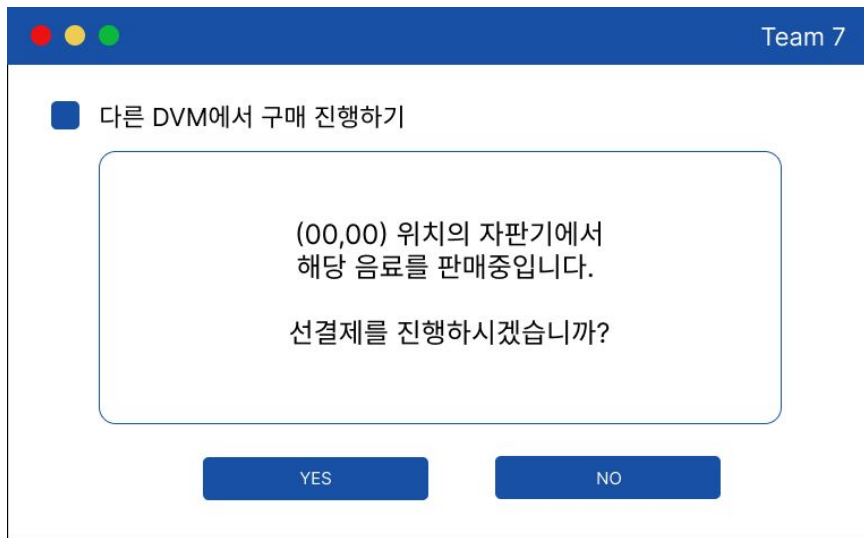 Team 7
다른 DVM에서 구매 진행하기
(00,00) 위치의 자판기에서
해당 음료를 판매중입니다.
선결제를 진행하시겠습니까?
YES
NO